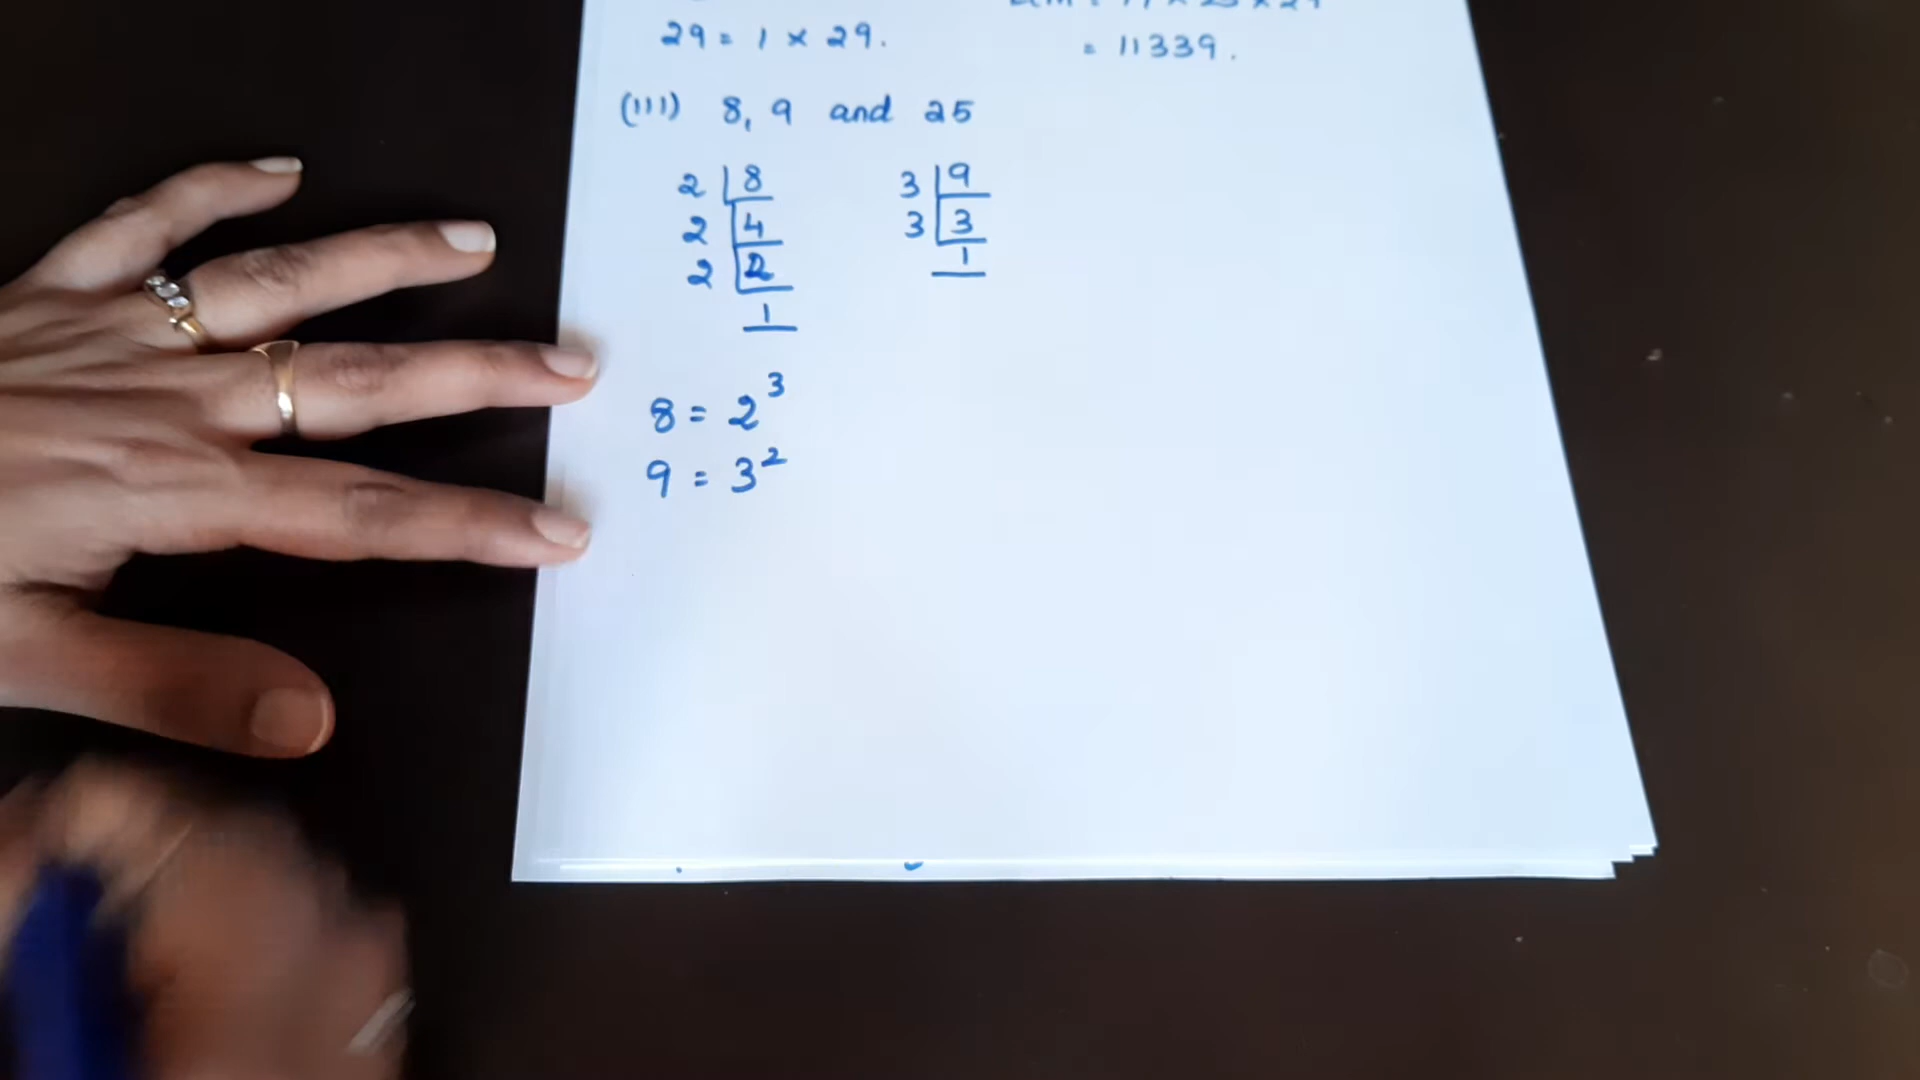 29 = 1 × 29.
= 11339.
(111) 8, 9 and 25
2 | 8
2 | 4
2 | 2
1
3 | 9
3 | 3
1
8 = 2³
9 = 3²